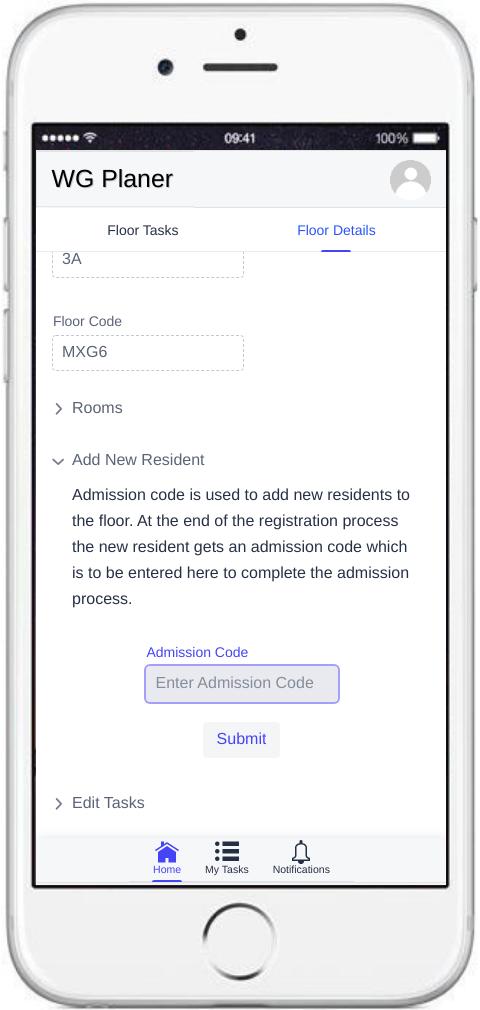 09:41
100%
WG Planer
Floor Tasks
Floor Details
3A
Floor Code
MXG6
Rooms
Add New Resident
Admission code is used to add new residents to
the floor. At the end of the registration process
the new resident gets an admission code which
is to be entered here to complete the admission
process.
Admission Code
Enter Admission Code
Submit
Edit Tasks
Home
My Tasks
Notifications